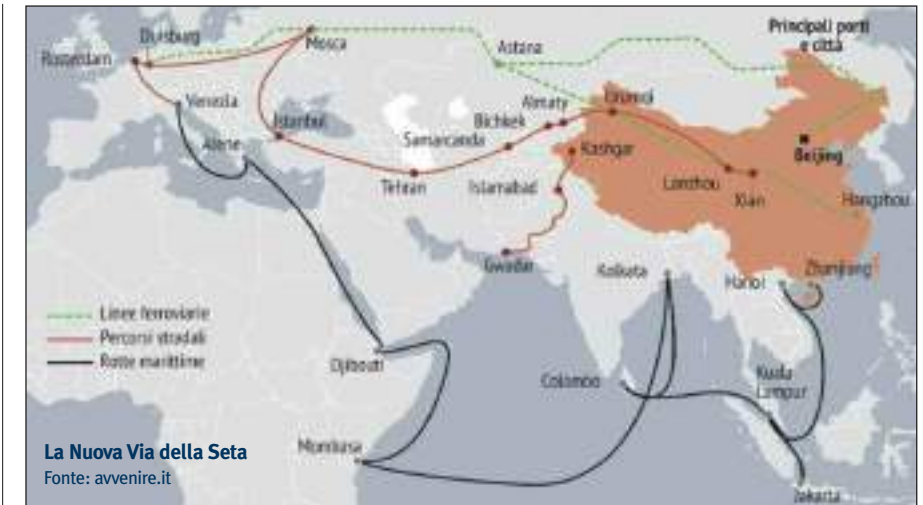 Principali porti
e città
Duisburg
Mosca
Rotterdam
Astana
Venezia
Almaty
Urumqi
Bichkek
Istanbul
Atene
Samarcanda
Kashgar
Beijing
Tehran
Islamabad
Lanzhou
Xian
Hangzhou
Gwadar
Kolkata
Hanoi
Zhanjiang
Linee ferroviarie
Percorsi stradali
Rotte marittime
Djibouti
Colombo
Kuala
Lumpur
Mombasa
Jakarta
La Nuova Via della Seta
Fonte: avvenire.it